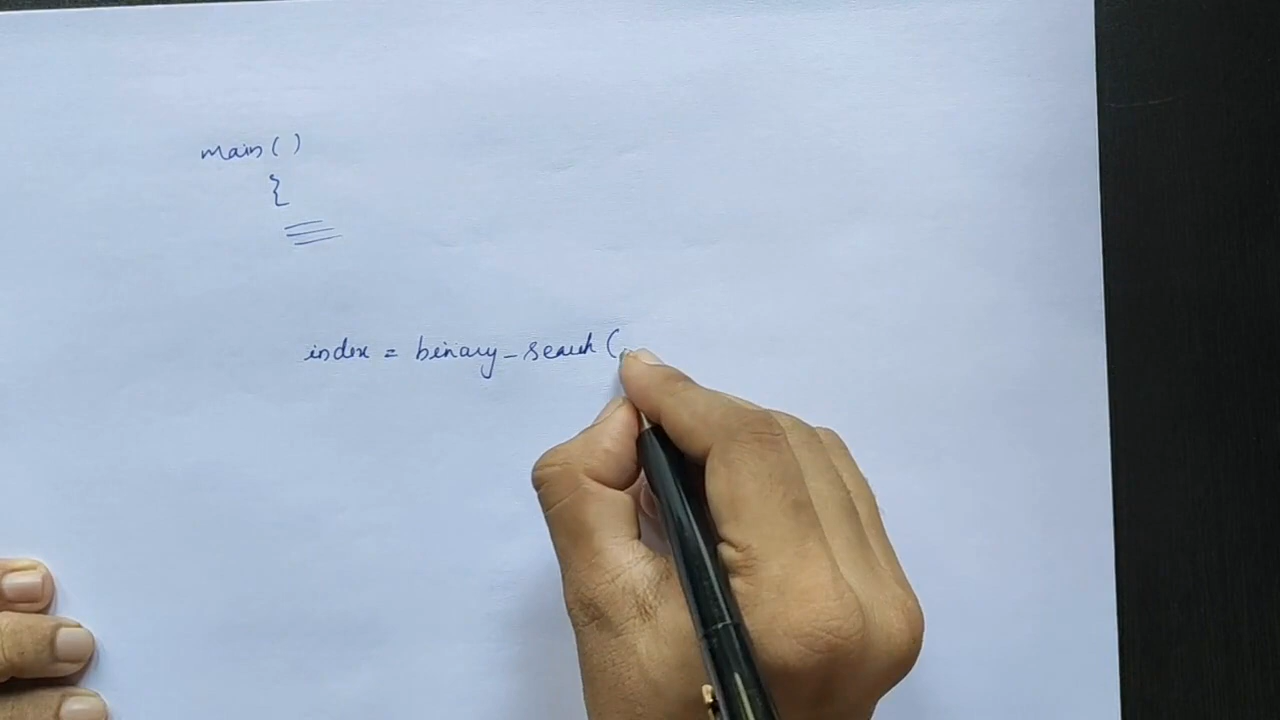 main ( )
{
index = binary_search (